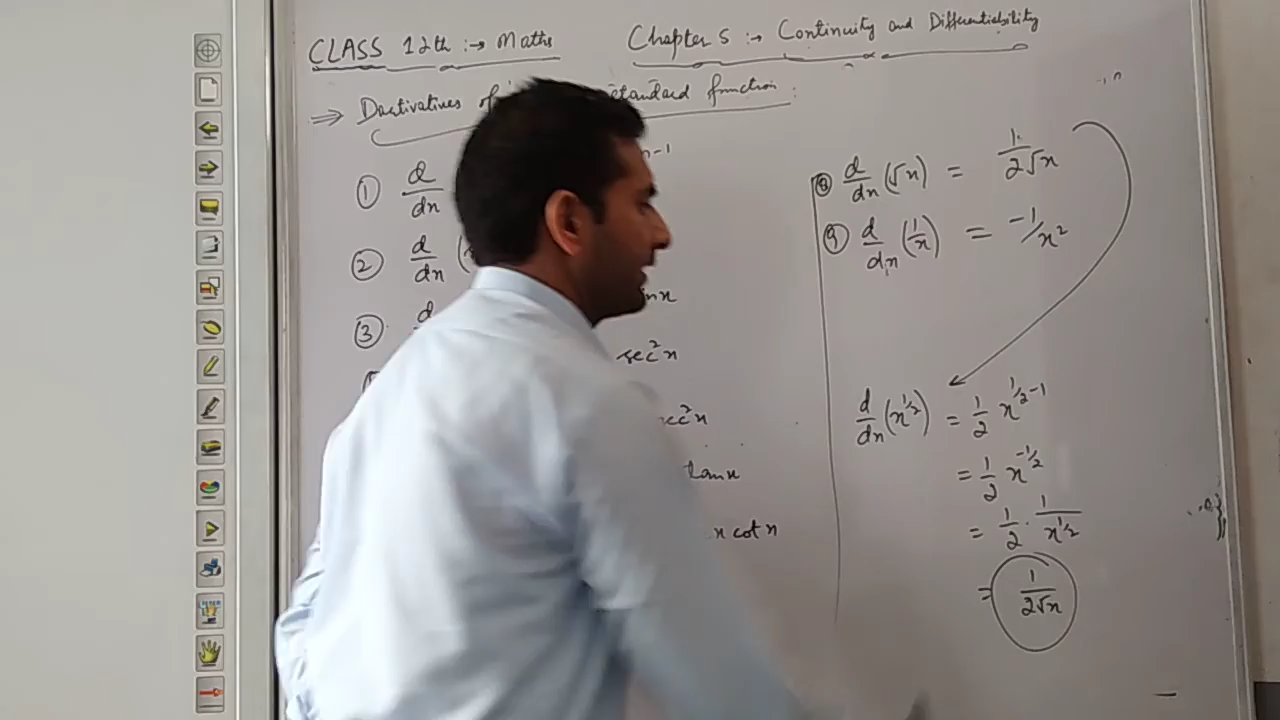 CLASS 12th :→ Maths Chapter 5 :→ Continuity and Differentiability
⇒ Derivatives of standard function :
n-1
① d/dx
② d/dx (
③ d
sec²x
tanx
x cot x
⑧ d/dx (√x) = 1/2√x
⑨ d/dx (1/x) = -1/x²
d/dx (x^1/2) = 1/2 x^1/2-1
= 1/2 x^-1/2
= 1/2 · 1/x^1/2
= 1/2√x